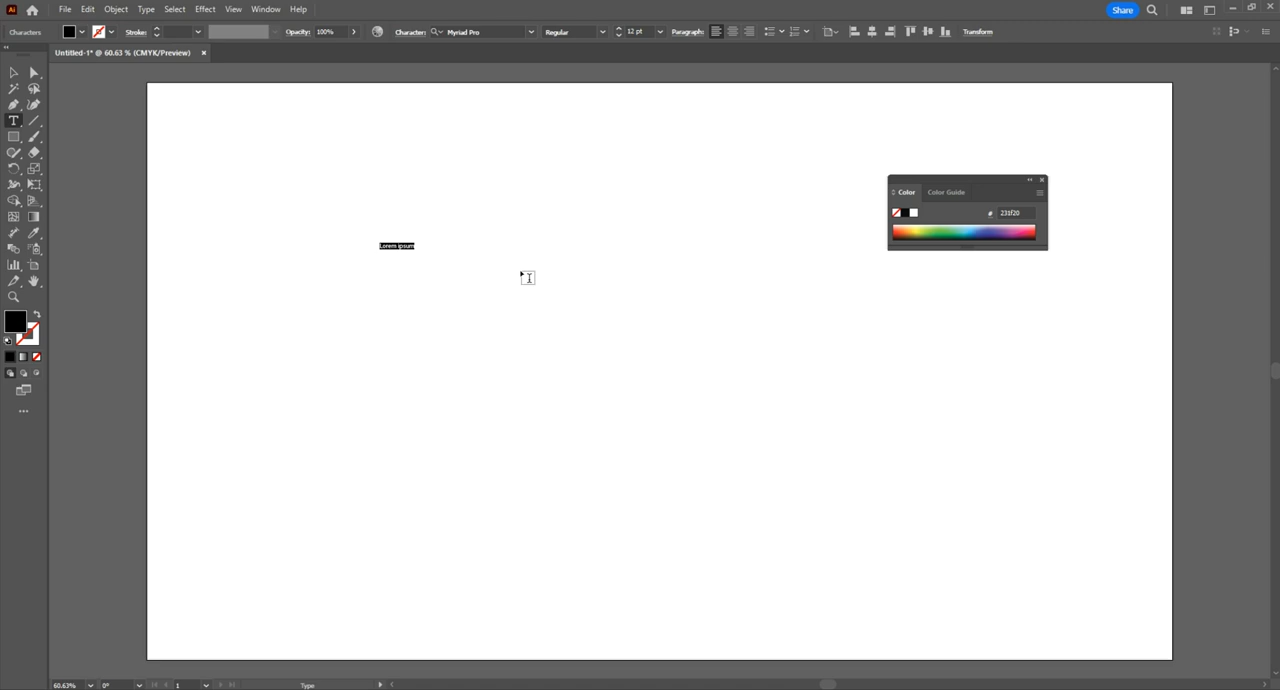 Ai File Edit Object Type Select Effect View Window Help Share
Characters Stroke: Opacity: 100% Character: Myriad Pro Regular 12 pt Paragraph: Transform
Untitled-1* @ 60.63 % (CMYK/Preview) ×
Color Color Guide
# 231f20
Lorem ipsum
60.63% 0° 1 Type